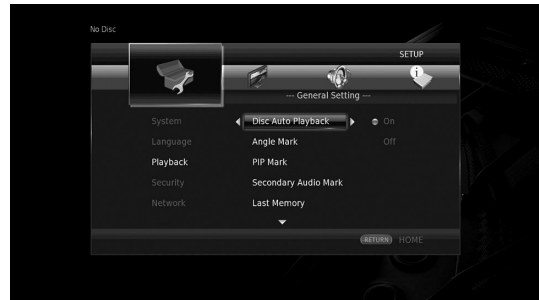 No Disc
SETUP
--- General Setting ---
System
Disc Auto Playback
On
Language
Angle Mark
Off
Playback
PIP Mark
Security
Secondary Audio Mark
Network
Last Memory
RETURN HOME